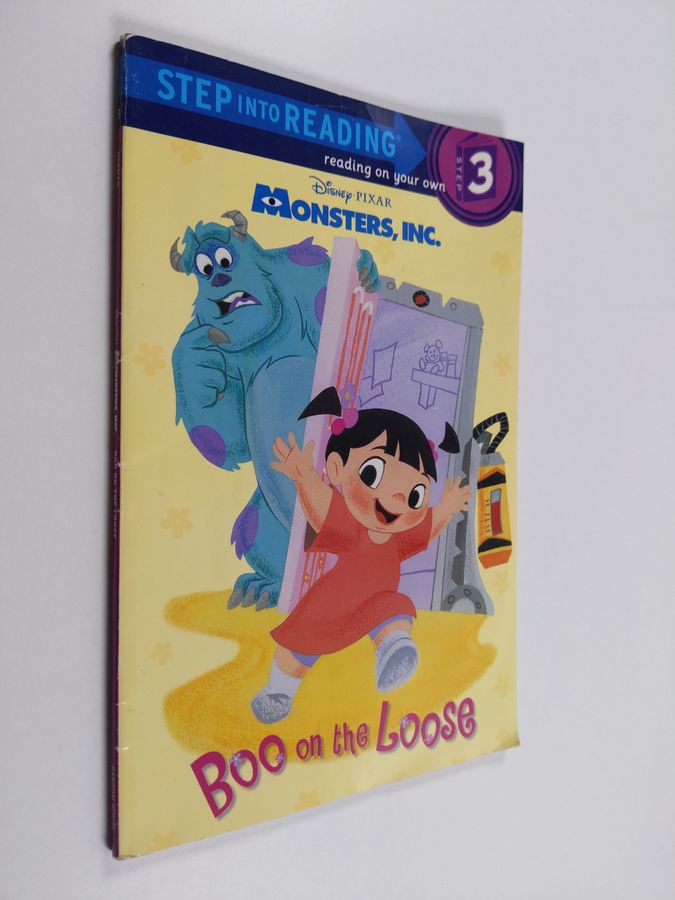 STEP INTO READING®
reading on your own
STEP 3
Disney·PIXAR
MONSTERS, INC.
Boo on the Loose